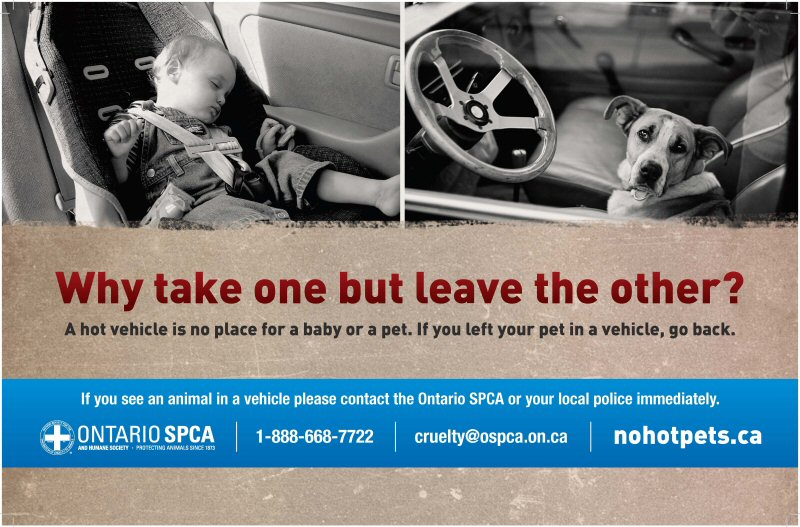 Why take one but leave the other?
A hot vehicle is no place for a baby or a pet. If you left your pet in a vehicle, go back.
If you see an animal in a vehicle please contact the Ontario SPCA or your local police immediately.
ONTARIO SPCA
AND HUMANE SOCIETY • PROTECTING ANIMALS SINCE 1873
1-888-668-7722
cruelty@ospca.on.ca
nohotpets.ca